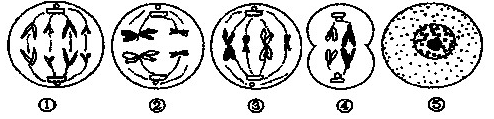 ① ② ③ ④ ⑤